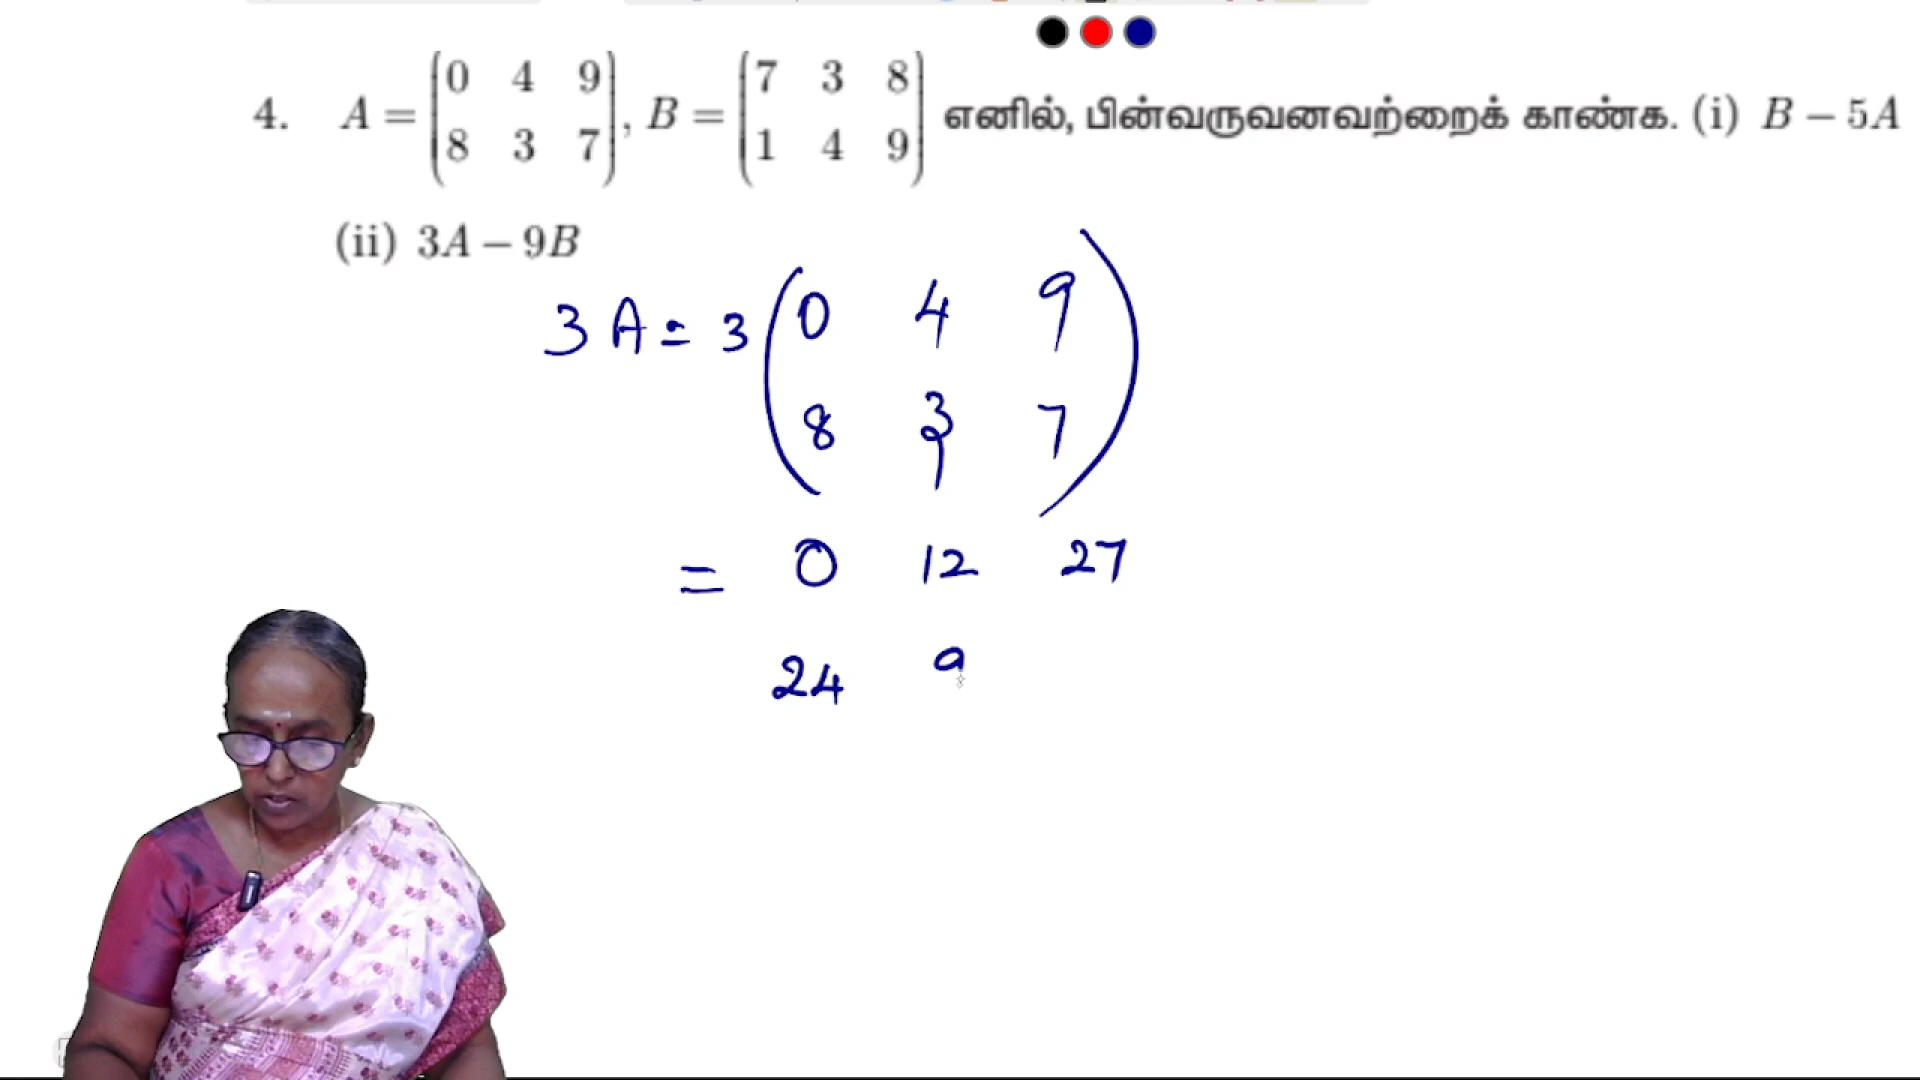 4. A = (0 4 9
8 3 7), B = (7 3 8
1 4 9) எனில், பின்வருவனவற்றைக் காண்க. (i) B – 5A
(ii) 3A – 9B
3 A = 3 (0 4 9
8 3 7)
= 0 12 27
24 9